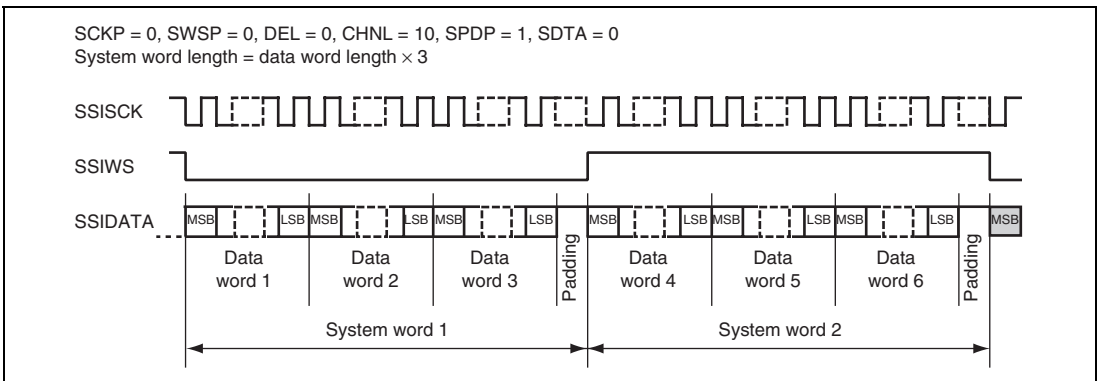 SCKP = 0, SWSP = 0, DEL = 0, CHNL = 10, SPDP = 1, SDTA = 0
System word length = data word length × 3
SSISCK
SSIWS
SSIDATA
MSB LSB MSB LSB MSB LSB MSB LSB MSB LSB MSB LSB MSB
Data word 1
Data word 2
Data word 3
Padding
Data word 4
Data word 5
Data word 6
Padding
System word 1
System word 2